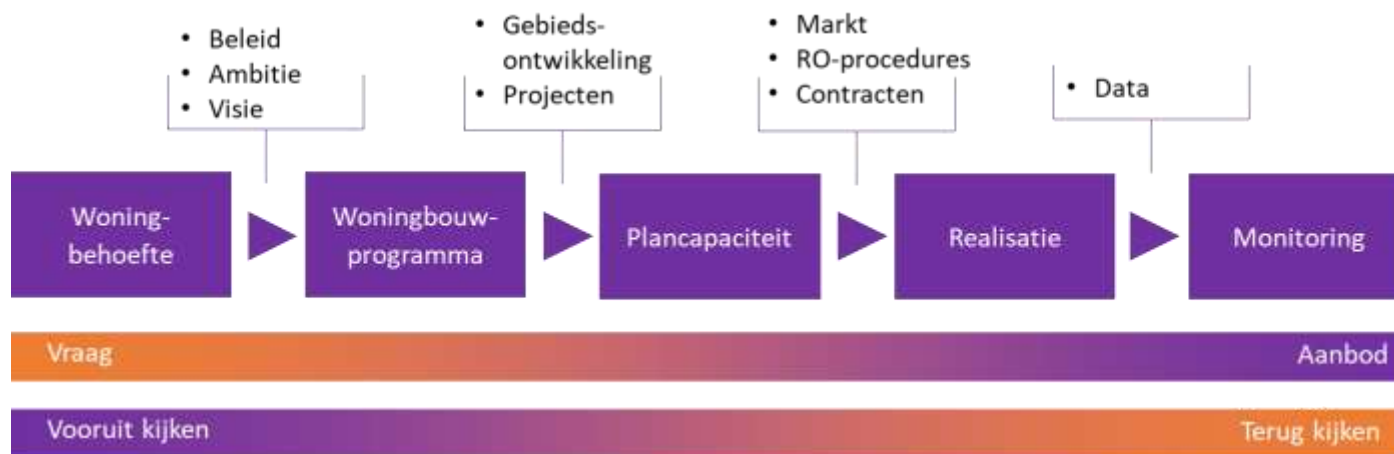 • Beleid
• Ambitie
• Visie
• Gebieds-
ontwikkeling
• Projecten
• Markt
• RO-procedures
• Contracten
• Data
Woning-
behoefte
Woningbouw-
programma
Plancapaciteit
Realisatie
Monitoring
Vraag
Aanbod
Vooruit kijken
Terug kijken